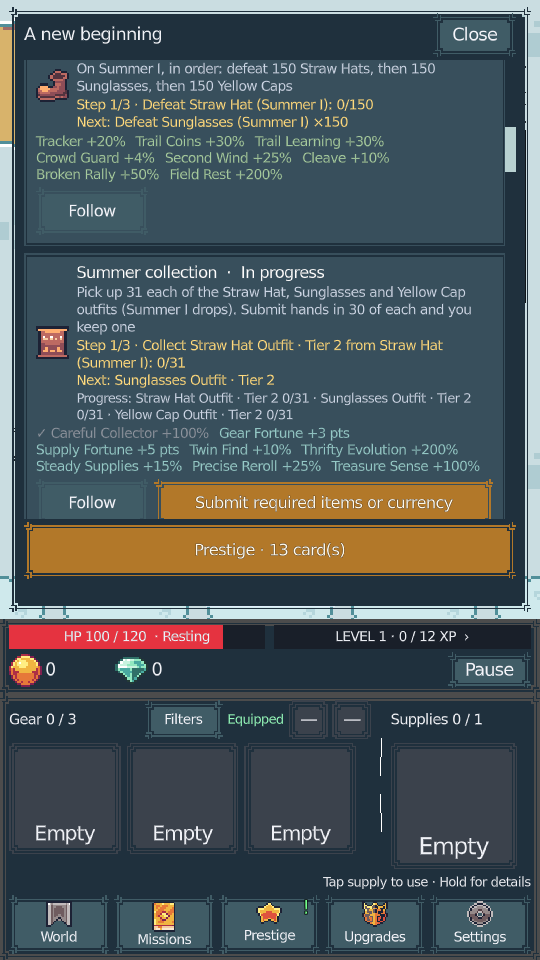 A new beginning
Close
On Summer I, in order: defeat 150 Straw Hats, then 150
Sunglasses, then 150 Yellow Caps
Step 1/3 · Defeat Straw Hat (Summer I): 0/150
Next: Defeat Sunglasses (Summer I) ×150
Tracker +20% Trail Coins +30% Trail Learning +30%
Crowd Guard +4% Second Wind +25% Cleave +10%
Broken Rally +50% Field Rest +200%
Follow
Summer collection · In progress
Pick up 31 each of the Straw Hat, Sunglasses and Yellow Cap
outfits (Summer I drops). Submit hands in 30 of each and you
keep one
Step 1/3 · Collect Straw Hat Outfit · Tier 2 from Straw Hat
(Summer I): 0/31
Next: Sunglasses Outfit · Tier 2
Progress: Straw Hat Outfit · Tier 2 0/31 · Sunglasses Outfit · Tier 2
0/31 · Yellow Cap Outfit · Tier 2 0/31
✓ Careful Collector +100% Gear Fortune +3 pts
Supply Fortune +5 pts Twin Find +10% Thrifty Evolution +200%
Steady Supplies +15% Precise Reroll +25% Treasure Sense +100%
Follow
Submit required items or currency
Prestige · 13 card(s)
HP 100 / 120 · Resting
LEVEL 1 · 0 / 12 XP ›
0
0
Pause
Gear 0 / 3
Filters
Equipped
—
—
Supplies 0 / 1
Empty
Empty
Empty
Empty
Tap supply to use · Hold for details
World
Missions
Prestige
!
Upgrades
Settings